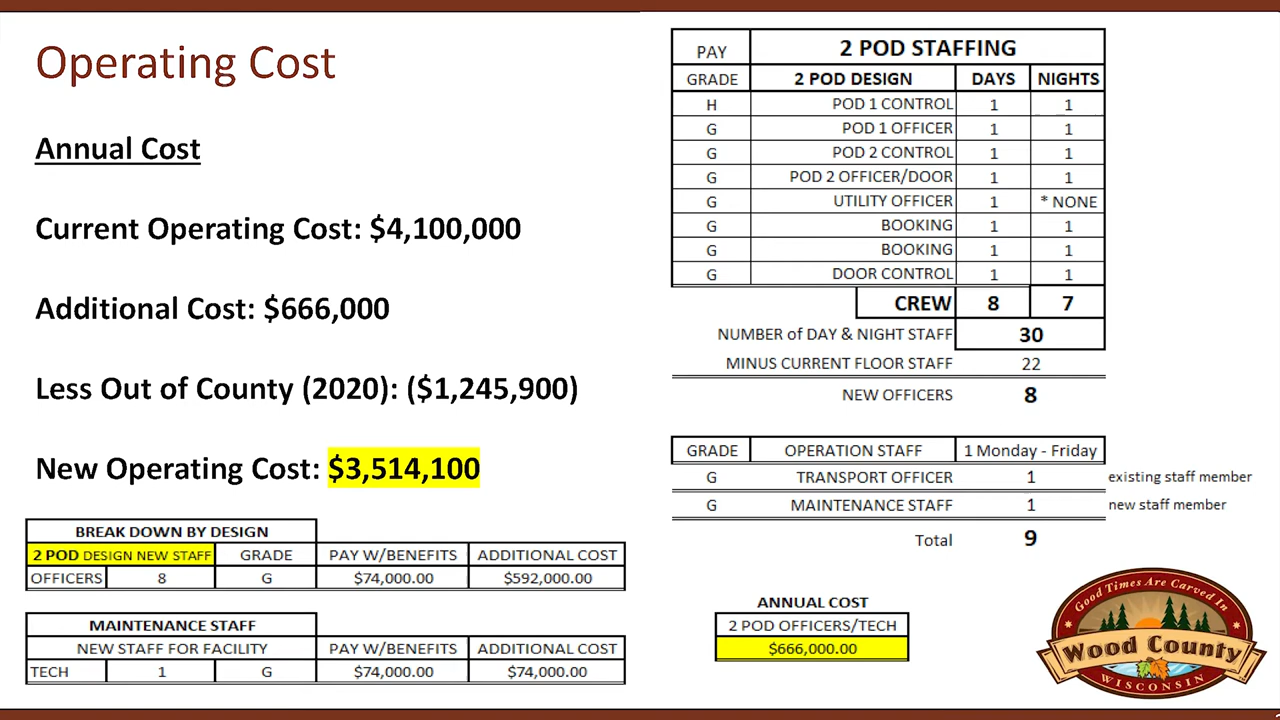 Operating Cost
Annual Cost
Current Operating Cost: $4,100,000
Additional Cost: $666,000
Less Out of County (2020): ($1,245,900)
New Operating Cost: $3,514,100
BREAK DOWN BY DESIGN
2 POD DESIGN NEW STAFF GRADE PAY W/BENEFITS ADDITIONAL COST
OFFICERS 8 G $74,000.00 $592,000.00
MAINTENANCE STAFF
NEW STAFF FOR FACILITY PAY W/BENEFITS ADDITIONAL COST
TECH 1 G $74,000.00 $74,000.00
PAY 2 POD STAFFING
GRADE 2 POD DESIGN DAYS NIGHTS
H POD 1 CONTROL 1 1
G POD 1 OFFICER 1 1
G POD 2 CONTROL 1 1
G POD 2 OFFICER/DOOR 1 1
G UTILITY OFFICER 1 * NONE
G BOOKING 1 1
G BOOKING 1 1
G DOOR CONTROL 1 1
CREW 8 7
NUMBER of DAY & NIGHT STAFF 30
MINUS CURRENT FLOOR STAFF 22
NEW OFFICERS 8
GRADE OPERATION STAFF 1 Monday - Friday
G TRANSPORT OFFICER 1 existing staff member
G MAINTENANCE STAFF 1 new staff member
Total 9
ANNUAL COST
2 POD OFFICERS/TECH
$666,000.00
Good Times Are Carved In
Wood County
WISCONSIN